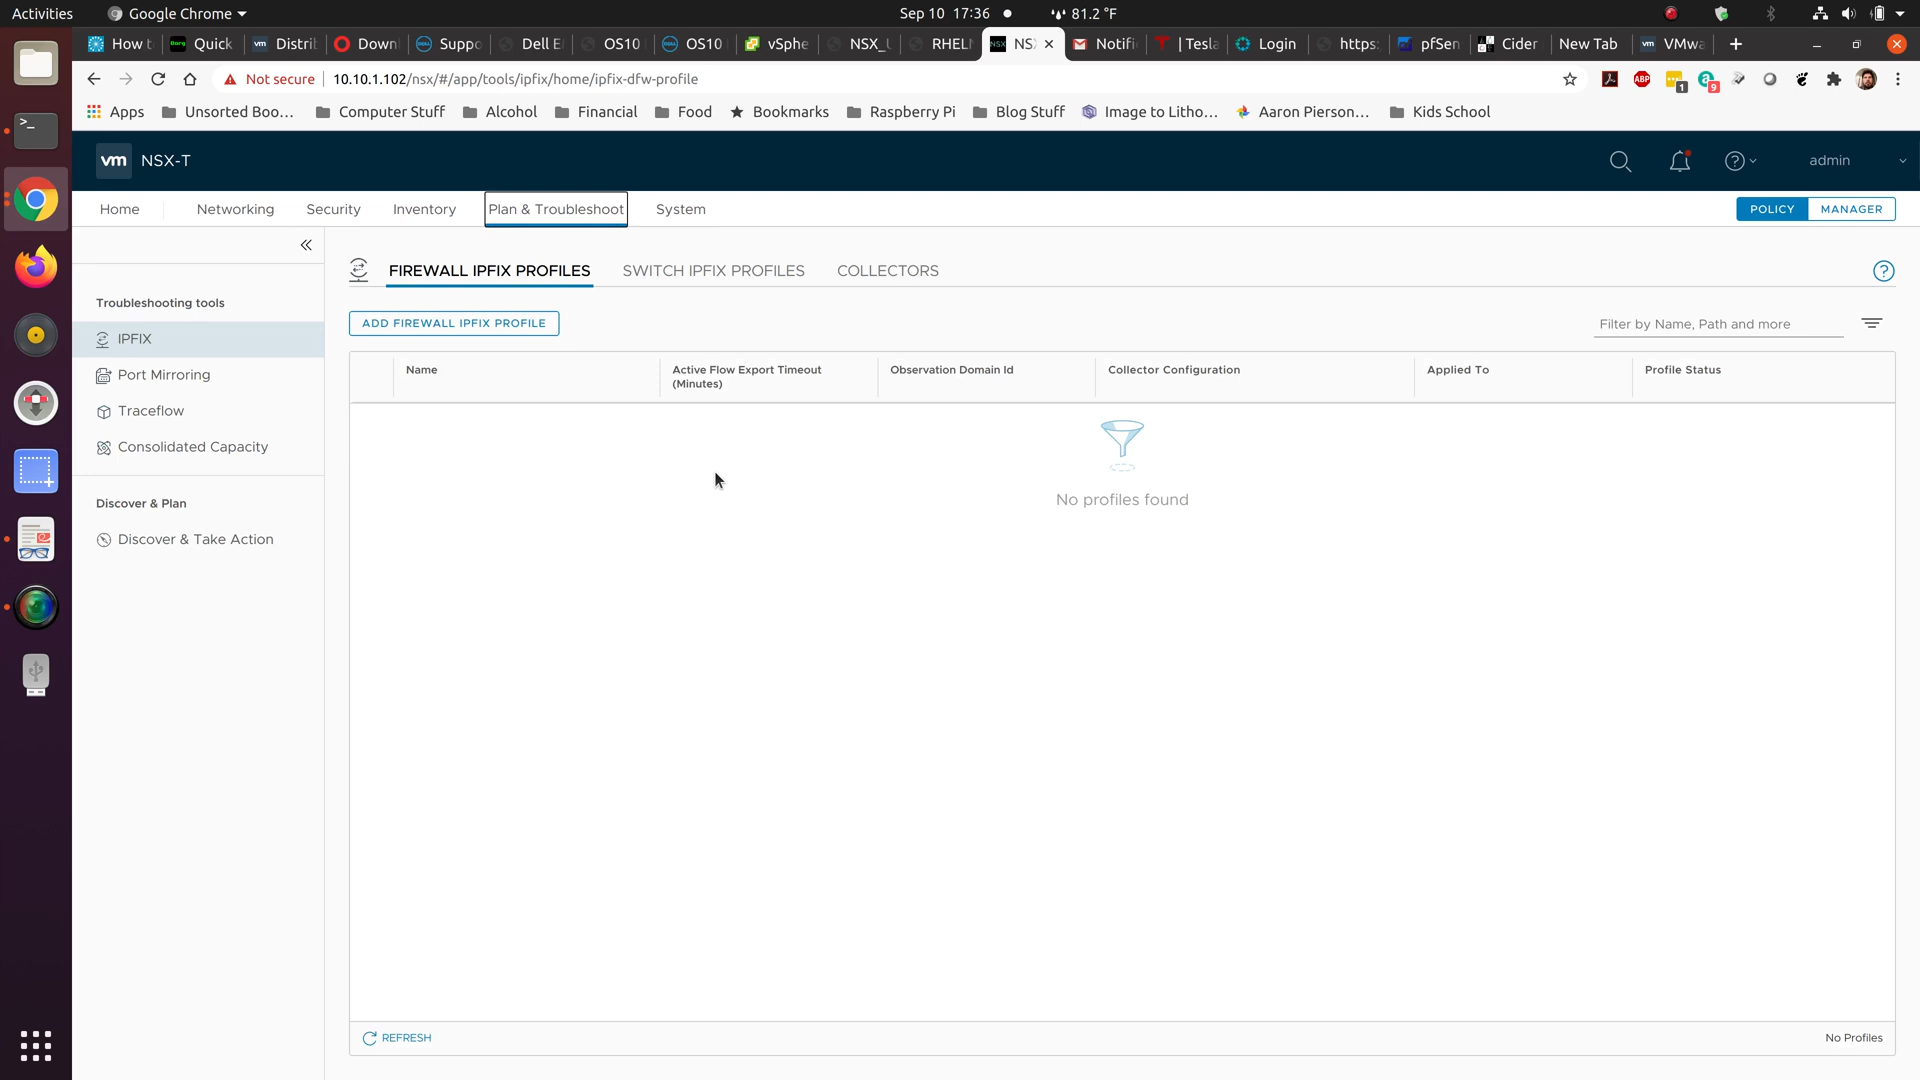 Activities
Google Chrome
Sep 10 17:36
81.2 °F
How t
Quick
Distrib
Down
Suppo
Dell E
OS10
OS10
vSphe
NSX_U
RHEL
NSX
Notifi
| Tesla
Login
https:
pfSen
Cider
New Tab
VMwa
Not secure
10.10.1.102/nsx/#/app/tools/ipfix/home/ipfix-dfw-profile
ABP
1
9
Apps
Unsorted Boo...
Computer Stuff
Alcohol
Financial
Food
Bookmarks
Raspberry Pi
Blog Stuff
Image to Litho...
Aaron Pierson...
Kids School
vm
NSX-T
admin
Home
Networking
Security
Inventory
Plan & Troubleshoot
System
POLICY
MANAGER
Troubleshooting tools
IPFIX
Port Mirroring
Traceflow
Consolidated Capacity
Discover & Plan
Discover & Take Action
FIREWALL IPFIX PROFILES
SWITCH IPFIX PROFILES
COLLECTORS
ADD FIREWALL IPFIX PROFILE
Filter by Name, Path and more
Name
Active Flow Export Timeout
(Minutes)
Observation Domain Id
Collector Configuration
Applied To
Profile Status
No profiles found
REFRESH
No Profiles